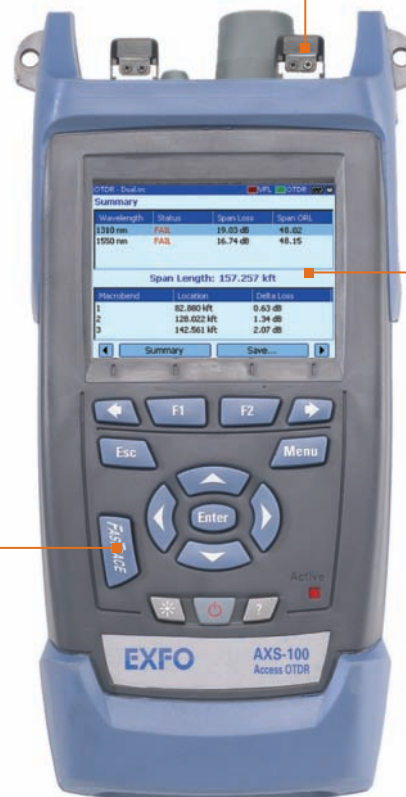 OTDR - Dual.trc VFL OTDR
Summary
Wavelength Status Span Loss Span ORL
1310 nm FAIL 19.03 dB 48.02
1550 nm FAIL 16.74 dB 48.15
Span Length: 157.257 kft
Macrobend Location Delta Loss
1 82.880 kft 0.63 dB
2 128.022 kft 1.34 dB
3 142.561 kft 2.07 dB
Summary Save...
F1 F2
Esc Menu
Enter
FASTRACE
Active
?
EXFO AXS-100
Access OTDR